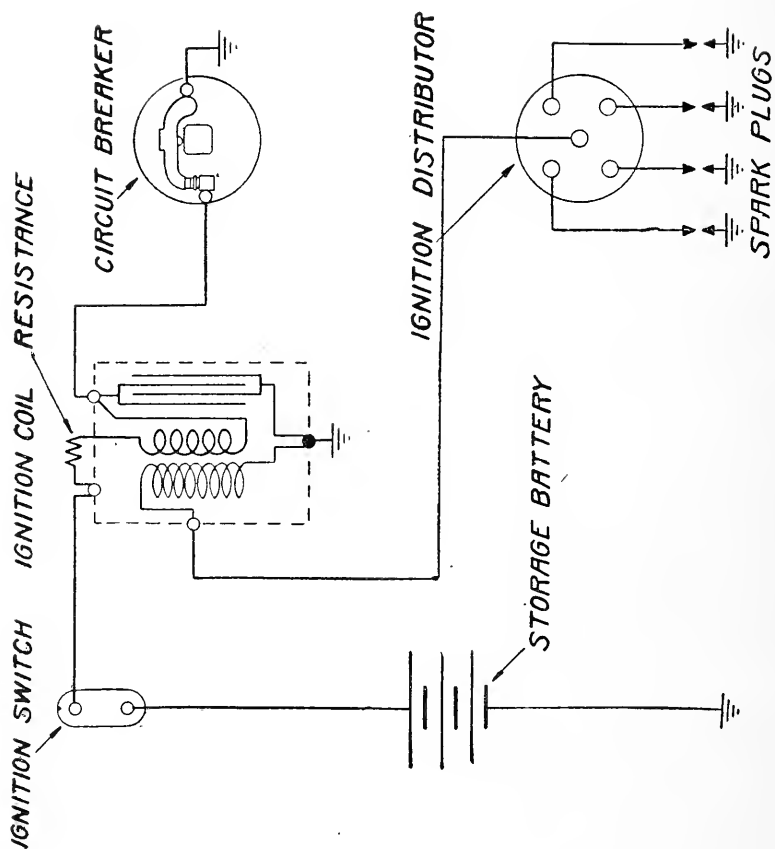 IGNITION SWITCH
IGNITION COIL RESISTANCE
CIRCUIT BREAKER
IGNITION DISTRIBUTOR
STORAGE BATTERY
SPARK PLUGS